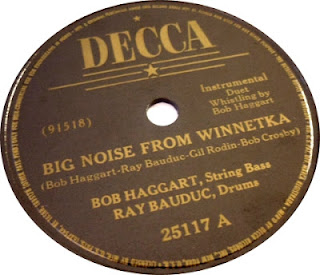 DECCA
Instrumental
Duet
Whistling by
Bob Haggart
(91518)
BIG NOISE FROM WINNETKA
(Bob Haggart-Ray Bauduc-Gil Rodin-Bob Crosby)
BOB HAGGART, String Bass
RAY BAUDUC, Drums
25117 A